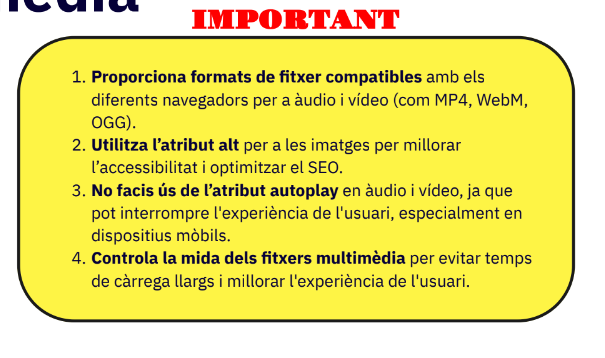 IMPORTANT
1. Proporciona formats de fitxer compatibles amb els
diferents navegadors per a àudio i vídeo (com MP4, WebM,
OGG).
2. Utilitza l’atribut alt per a les imatges per millorar
l’accessibilitat i optimitzar el SEO.
3. No facis ús de l’atribut autoplay en àudio i vídeo, ja que
pot interrompre l'experiència de l'usuari, especialment en
dispositius mòbils.
4. Controla la mida dels fitxers multimèdia per evitar temps
de càrrega llargs i millorar l'experiència de l'usuari.